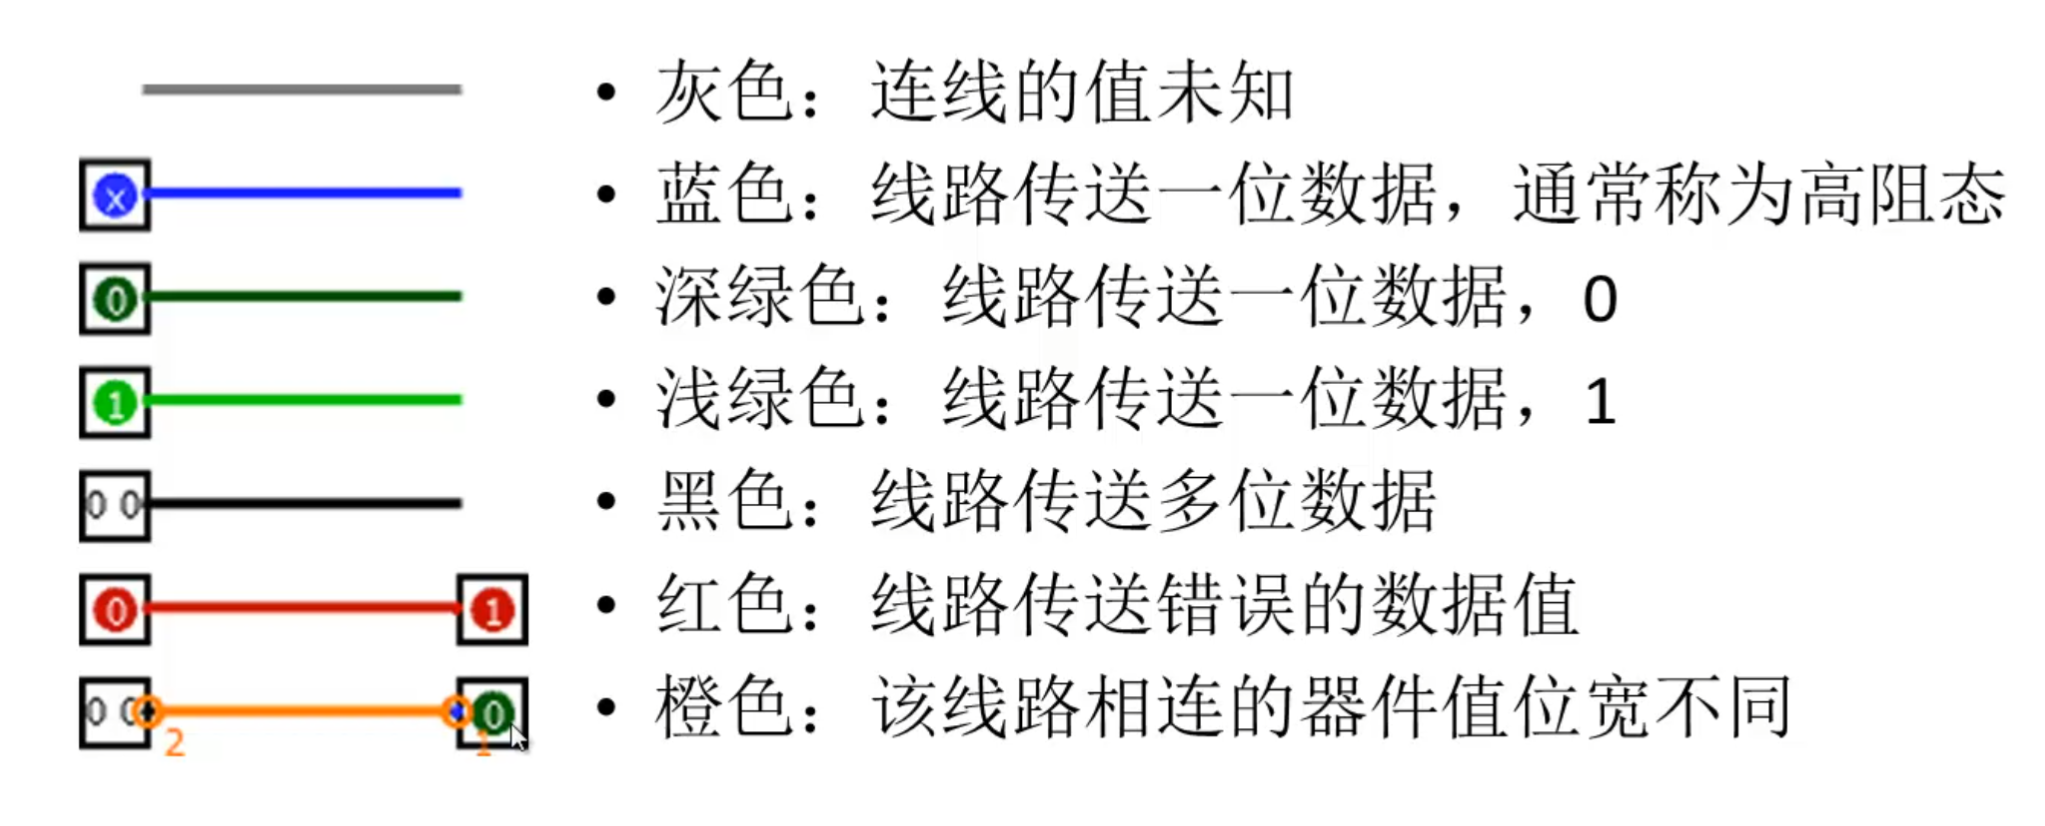 • 灰色：连线的值未知
x • 蓝色：线路传送一位数据，通常称为高阻态
0 • 深绿色：线路传送一位数据，0
1 • 浅绿色：线路传送一位数据，1
0 0 • 黑色：线路传送多位数据
0 1 • 红色：线路传送错误的数据值
0 0 0 • 橙色：该线路相连的器件值位宽不同
2 1